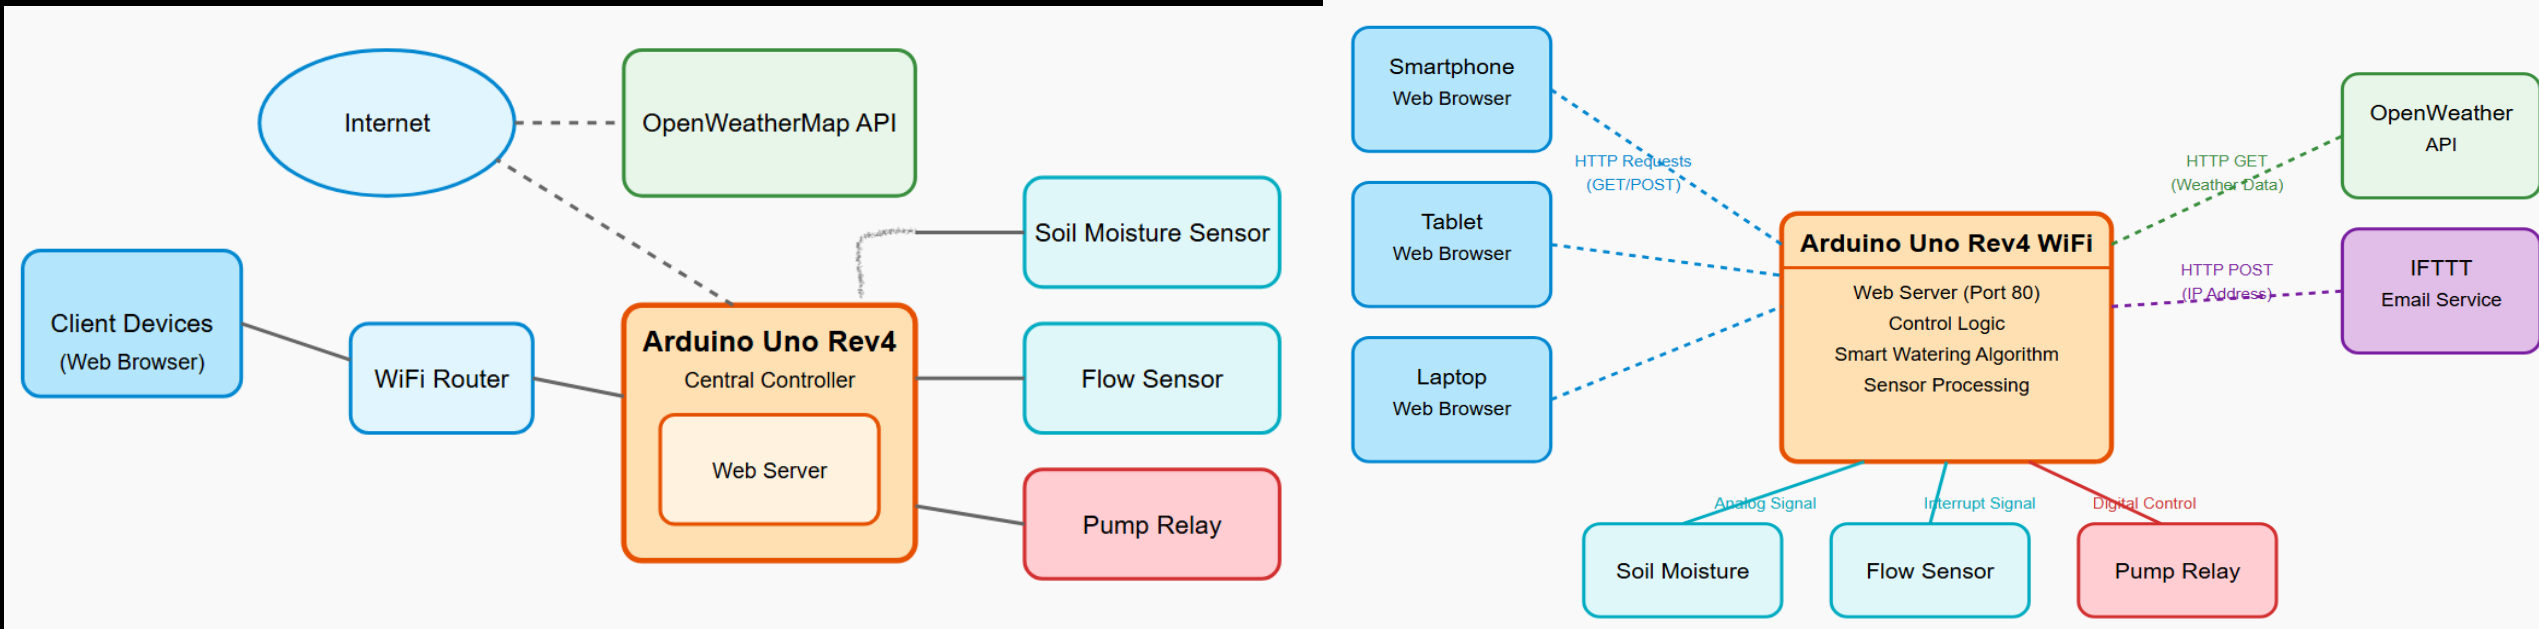 Internet
OpenWeatherMap API
Soil Moisture Sensor
Client Devices
(Web Browser)
WiFi Router
Arduino Uno Rev4
Central Controller
Web Server
Flow Sensor
Pump Relay
Smartphone
Web Browser
HTTP Requests
(GET/POST)
Tablet
Web Browser
Laptop
Web Browser
Arduino Uno Rev4 WiFi
Web Server (Port 80)
Control Logic
Smart Watering Algorithm
Sensor Processing
HTTP GET
(Weather Data)
OpenWeather
API
HTTP POST
(IP Address)
IFTTT
Email Service
Analog Signal
Interrupt Signal
Digital Control
Soil Moisture
Flow Sensor
Pump Relay